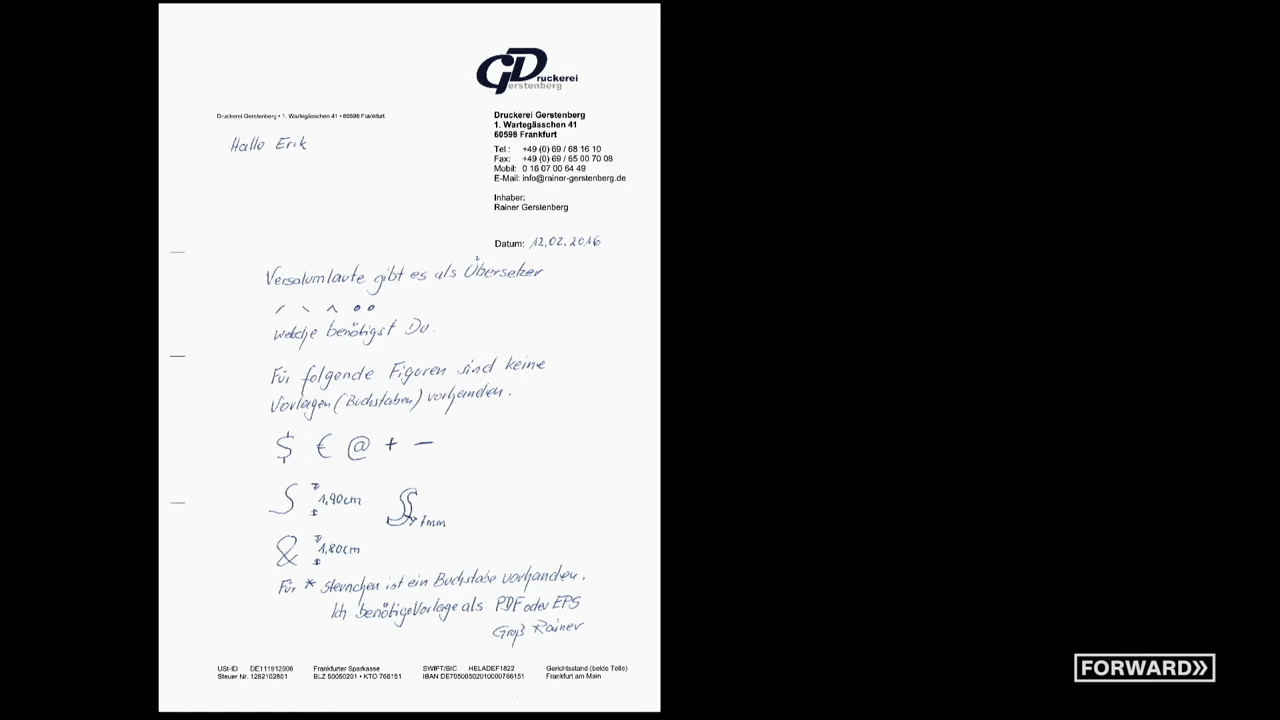 GDruckerei
Gerstenberg
Druckerei Gerstenberg • 1. Wartegässchen 41 • 60598 Frankfurt
Druckerei Gerstenberg
1. Wartegässchen 41
60598 Frankfurt
Hallo Erik
Tel.: +49 (0) 69 / 68 16 10
Fax: +49 (0) 69 / 65 00 70 08
Mobil: 0 16 07 00 64 49
E-Mail: info@rainer-gerstenberg.de
Inhaber:
Rainer Gerstenberg
Datum: 12.02.2016
Versalumlaute gibt es als Übersetzer
´ ` ^ oo
welche benötigst Du.
Für folgende Figuren sind keine
Vorlagen (Buchstaben) vorhanden.
$ € @ + -
S 1,90cm S 7mm
& 1,80cm
Für * Sternchen ist ein Buchstabe vorhanden.
Ich benötige Vorlage als PDF oder EPS
Gruß Rainer
USt-ID DE111912006 Frankfurter Sparkasse SWIFT/BIC HELADEF1822 Gerichtsstand (beide Teile)
Steuer Nr. 1282102801 BLZ 50050201 • KTO 766151 IBAN DE70500502010000766151 Frankfurt am Main
FORWARD»